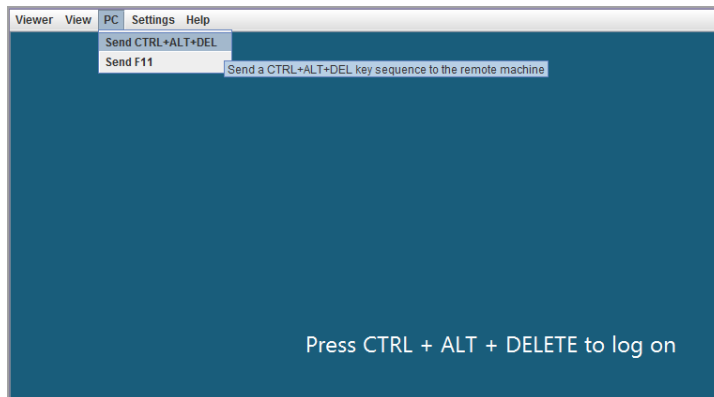 Viewer View PC Settings Help
Send CTRL+ALT+DEL
Send F11
Send a CTRL+ALT+DEL key sequence to the remote machine
Press CTRL + ALT + DELETE to log on